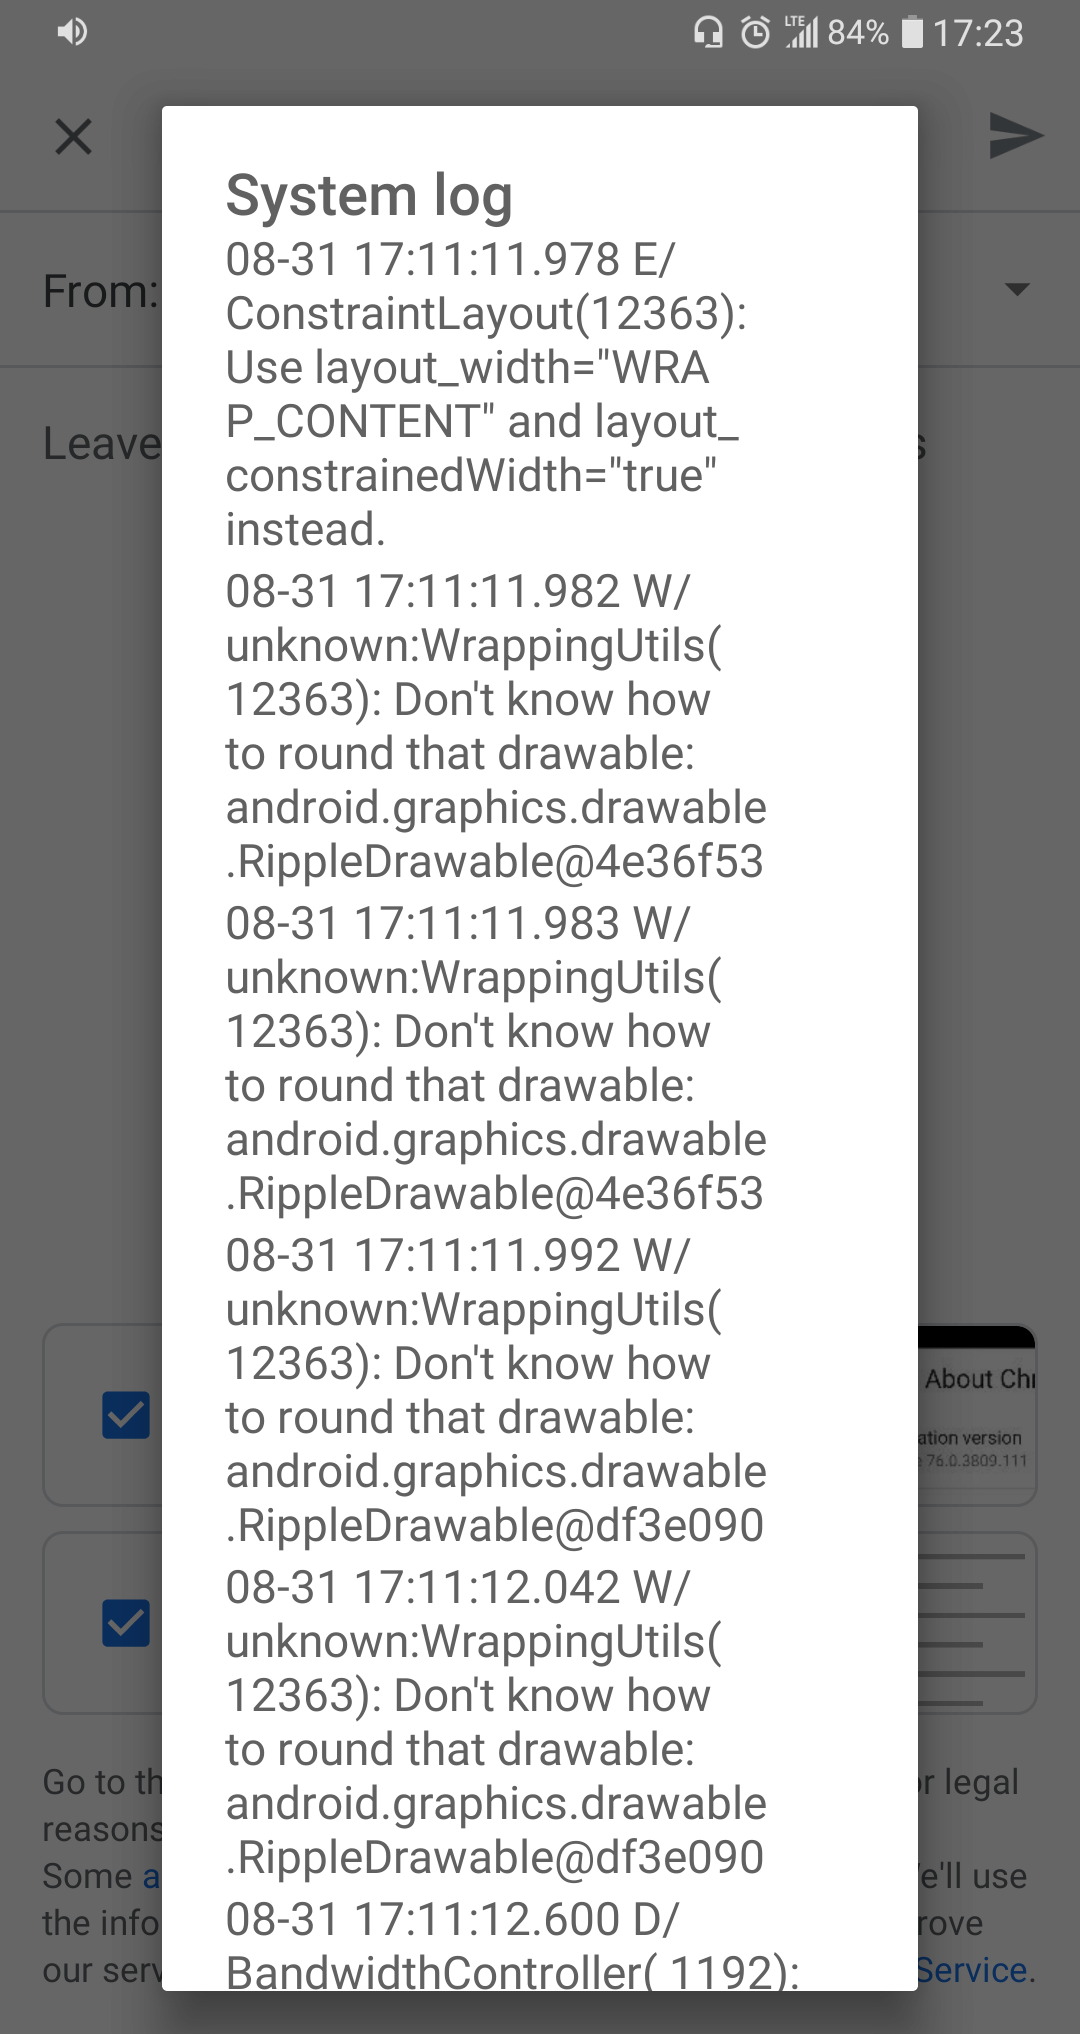 LTE 84% 17:23
System log
08-31 17:11:11.978 E/
ConstraintLayout(12363):
Use layout_width="WRA
P_CONTENT" and layout_
constrainedWidth="true"
instead.
08-31 17:11:11.982 W/
unknown:WrappingUtils(
12363): Don't know how
to round that drawable:
android.graphics.drawable
.RippleDrawable@4e36f53
08-31 17:11:11.983 W/
unknown:WrappingUtils(
12363): Don't know how
to round that drawable:
android.graphics.drawable
.RippleDrawable@4e36f53
08-31 17:11:11.992 W/
unknown:WrappingUtils(
12363): Don't know how
to round that drawable:
android.graphics.drawable
.RippleDrawable@df3e090
08-31 17:11:12.042 W/
unknown:WrappingUtils(
12363): Don't know how
to round that drawable:
android.graphics.drawable
.RippleDrawable@df3e090
08-31 17:11:12.600 D/
BandwidthController( 1192):
From:
Leave
About Chr
ation version
76.0.3809.111
Go to th
r legal
reasons
Some a
e'll use
the info
rove
our serv
Service.